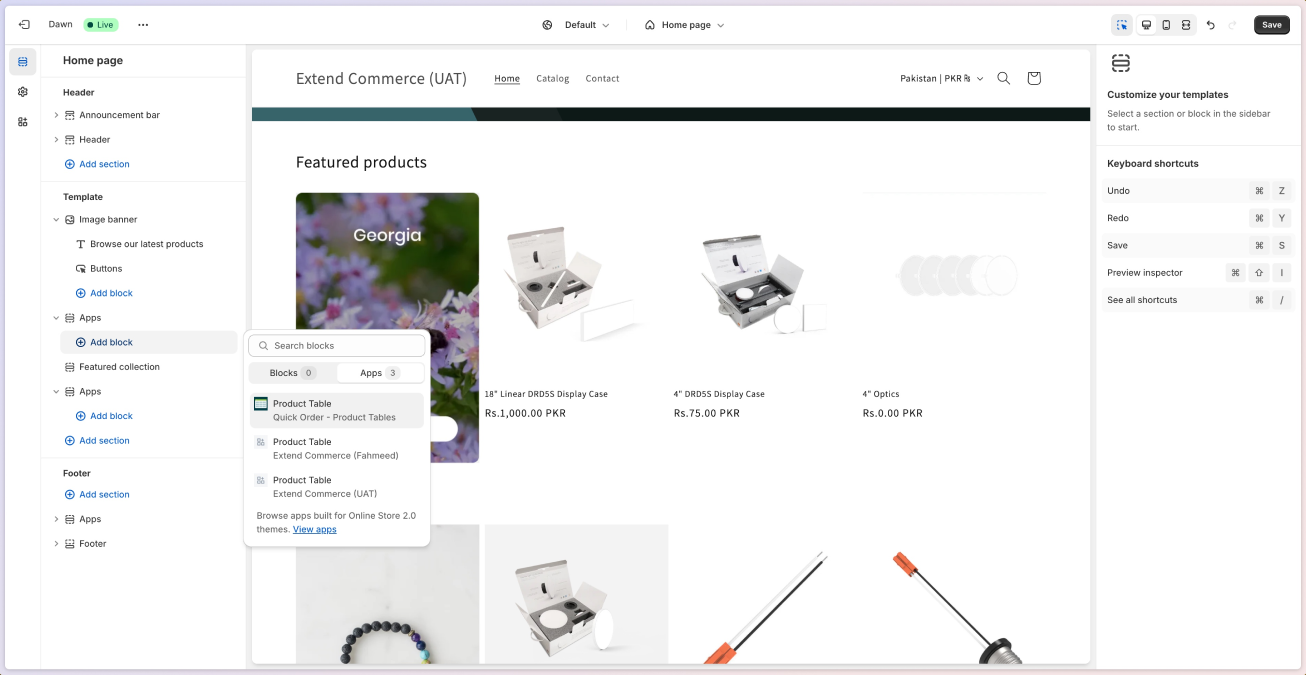 Dawn
Live
Default
Home page
Save
Home page
Header
Announcement bar
Header
Add section
Template
Image banner
Browse our latest products
Buttons
Add block
Apps
Add block
Featured collection
Apps
Add block
Add section
Footer
Add section
Apps
Footer
Search blocks
Blocks 0
Apps 3
Product Table
Quick Order - Product Tables
Product Table
Extend Commerce (Fahmeed)
Product Table
Extend Commerce (UAT)
Browse apps built for Online Store 2.0
themes. View apps
Extend Commerce (UAT)
Home
Catalog
Contact
Pakistan | PKR ₨
Featured products
Georgia
18" Linear DRD5S Display Case
Rs.1,000.00 PKR
4" DRD5S Display Case
Rs.75.00 PKR
4" Optics
Rs.0.00 PKR
Customize your templates
Select a section or block in the sidebar
to start.
Keyboard shortcuts
Undo ⌘ Z
Redo ⌘ Y
Save ⌘ S
Preview inspector ⌘ ⇧ I
See all shortcuts ⌘ /